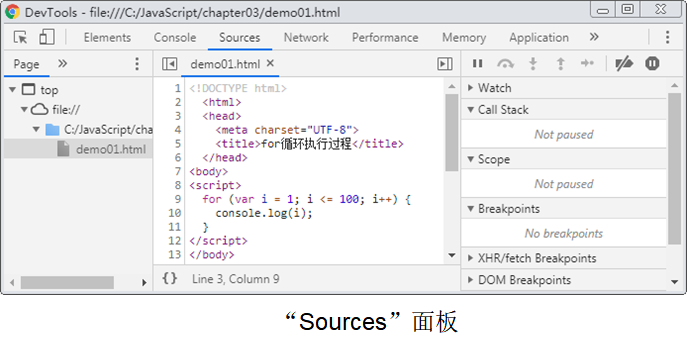 DevTools - file:///C:/JavaScript/chapter03/demo01.html
Elements Console Sources Network Performance Memory Application »
Page »
demo01.html ×
top
file://
C:/JavaScript/cha
demo01.html
1 <!DOCTYPE html>
2 <html>
3 <head>
4 <meta charset="UTF-8">
5 <title>for循环执行过程</title>
6 </head>
7 <body>
8 <script>
9 for (var i = 1; i <= 100; i++) {
10 console.log(i);
11 }
12 </script>
13 </body>
{} Line 3, Column 9
Watch
Call Stack
Not paused
Scope
Not paused
Breakpoints
No breakpoints
XHR/fetch Breakpoints
DOM Breakpoints
“Sources”面板